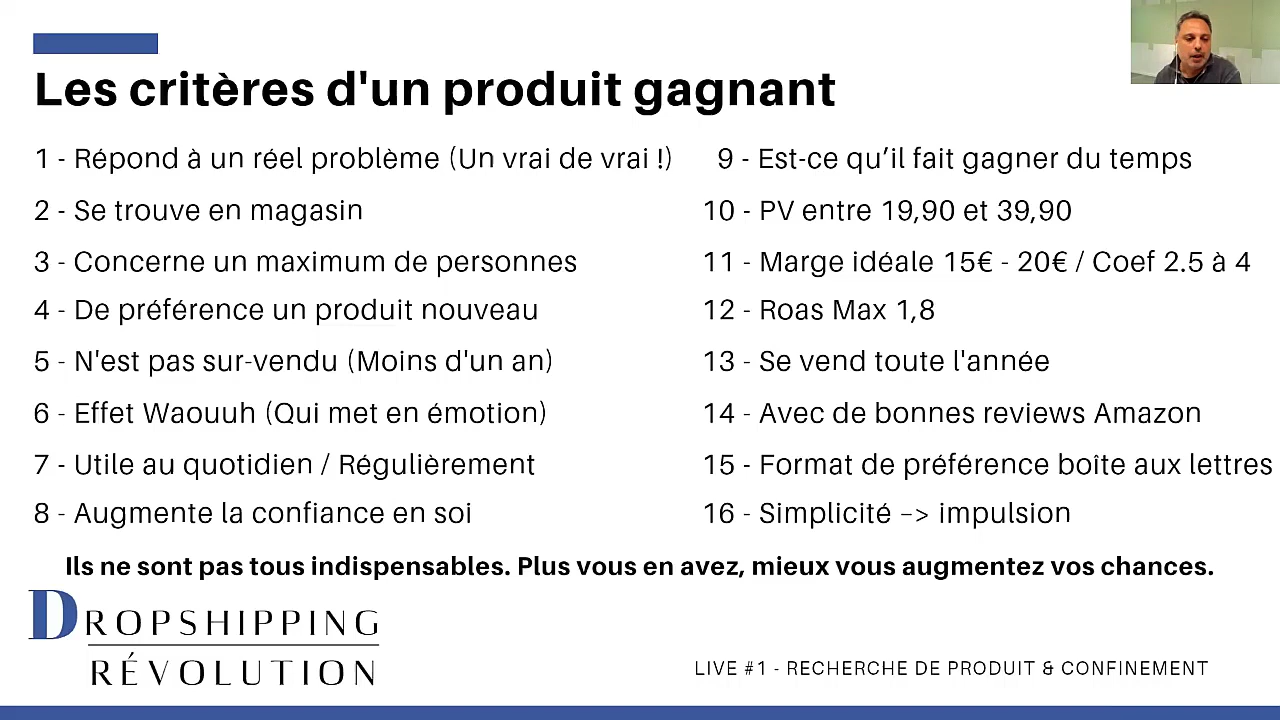 Les critères d'un produit gagnant
1 - Répond à un réel problème (Un vrai de vrai !)
2 - Se trouve en magasin
3 - Concerne un maximum de personnes
4 - De préférence un produit nouveau
5 - N'est pas sur-vendu (Moins d'un an)
6 - Effet Waouuh (Qui met en émotion)
7 - Utile au quotidien / Régulièrement
8 - Augmente la confiance en soi
9 - Est-ce qu’il fait gagner du temps
10 - PV entre 19,90 et 39,90
11 - Marge idéale 15€ - 20€ / Coef 2.5 à 4
12 - Roas Max 1,8
13 - Se vend toute l'année
14 - Avec de bonnes reviews Amazon
15 - Format de préférence boîte aux lettres
16 - Simplicité –> impulsion
Ils ne sont pas tous indispensables. Plus vous en avez, mieux vous augmentez vos chances.
DROPSHIPPING
RÉVOLUTION
LIVE #1 - RECHERCHE DE PRODUIT & CONFINEMENT